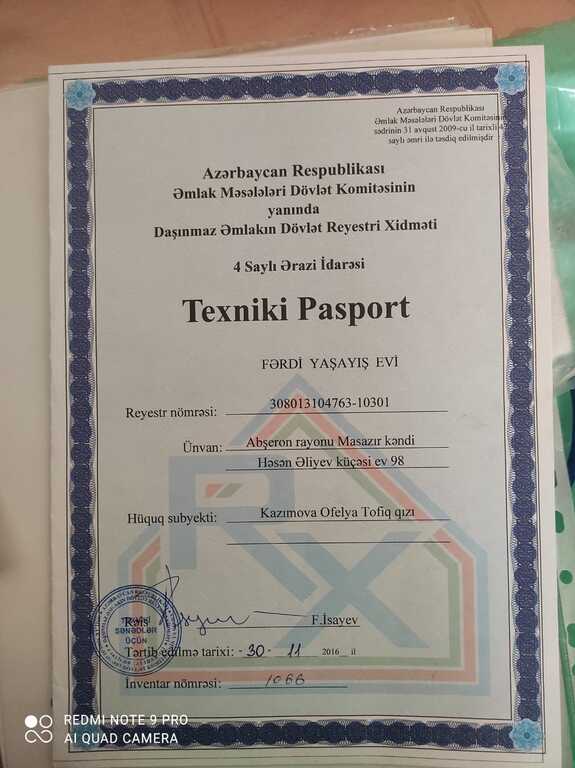 Azərbaycan Respublikası
Əmlak Məsələləri Dövlət Komitəsinin
sədrinin 31 avqust 2009-cu il tarixli
saylı əmri ilə təsdiq edilmişdir
Azərbaycan Respublikası
Əmlak Məsələləri Dövlət Komitəsinin
yanında
Daşınmaz Əmlakın Dövlət Reyestri Xidməti
4 Saylı Ərazi İdarəsi
Texniki Pasport
FƏRDİ YAŞAYIŞ EVİ
Reyestr nömrəsi: 308013104763-10301
Ünvan: Abşeron rayonu Masazır kəndi
Həsən Əliyev küçəsi ev 98
Hüquq subyekti: Kazımova Ofelya Tofiq qızı
Rəis F.İsayev
SƏNƏDLƏR
ÜÇÜN
Tərtib edilmə tarixi: -30- 11 2016 il
İnventar nömrəsi: 1066
REDMI NOTE 9 PRO
AI QUAD CAMERA